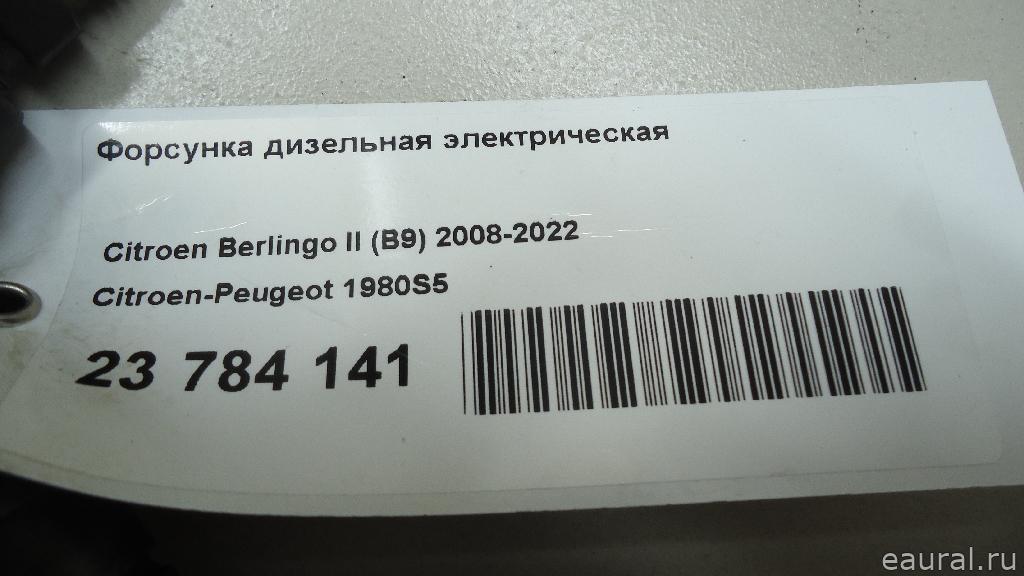 Форсунка дизельная электрическая
Citroen Berlingo II (B9) 2008-2022
Citroen-Peugeot 1980S5
23 784 141
eaural.ru